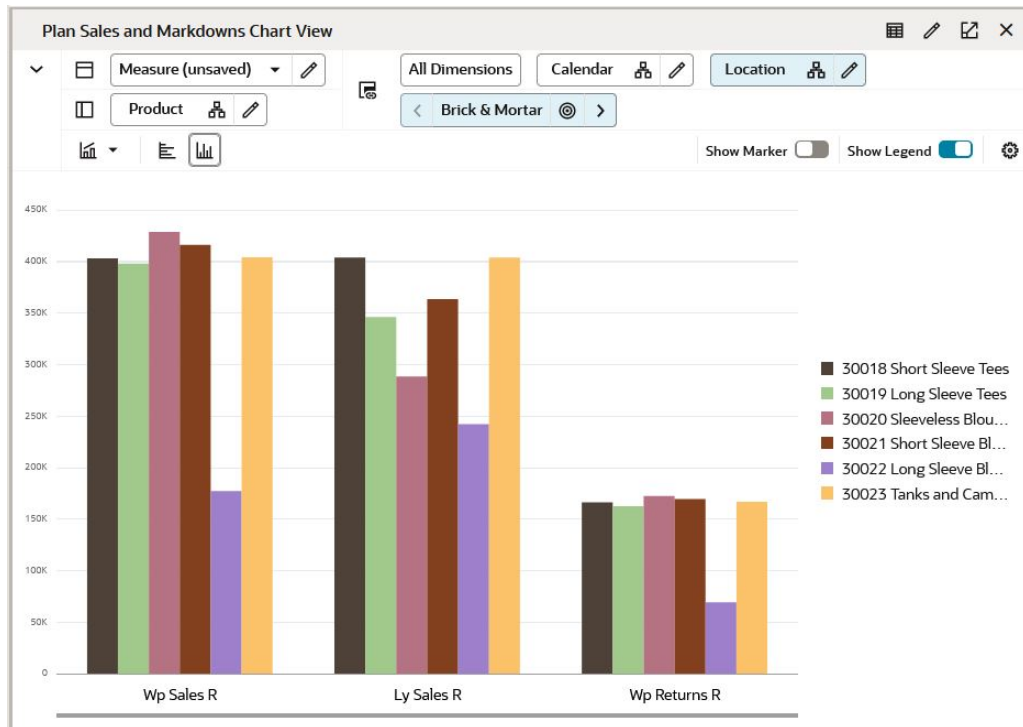 Plan Sales and Markdowns Chart View
Measure (unsaved)
All Dimensions
Calendar
Location
Product
Brick & Mortar
Show Marker
Show Legend
450K
400K
350K
300K
250K
200K
150K
100K
50K
0
Wp Sales R
Ly Sales R
Wp Returns R
30018 Short Sleeve Tees
30019 Long Sleeve Tees
30020 Sleeveless Blou...
30021 Short Sleeve Bl...
30022 Long Sleeve Bl...
30023 Tanks and Cam...